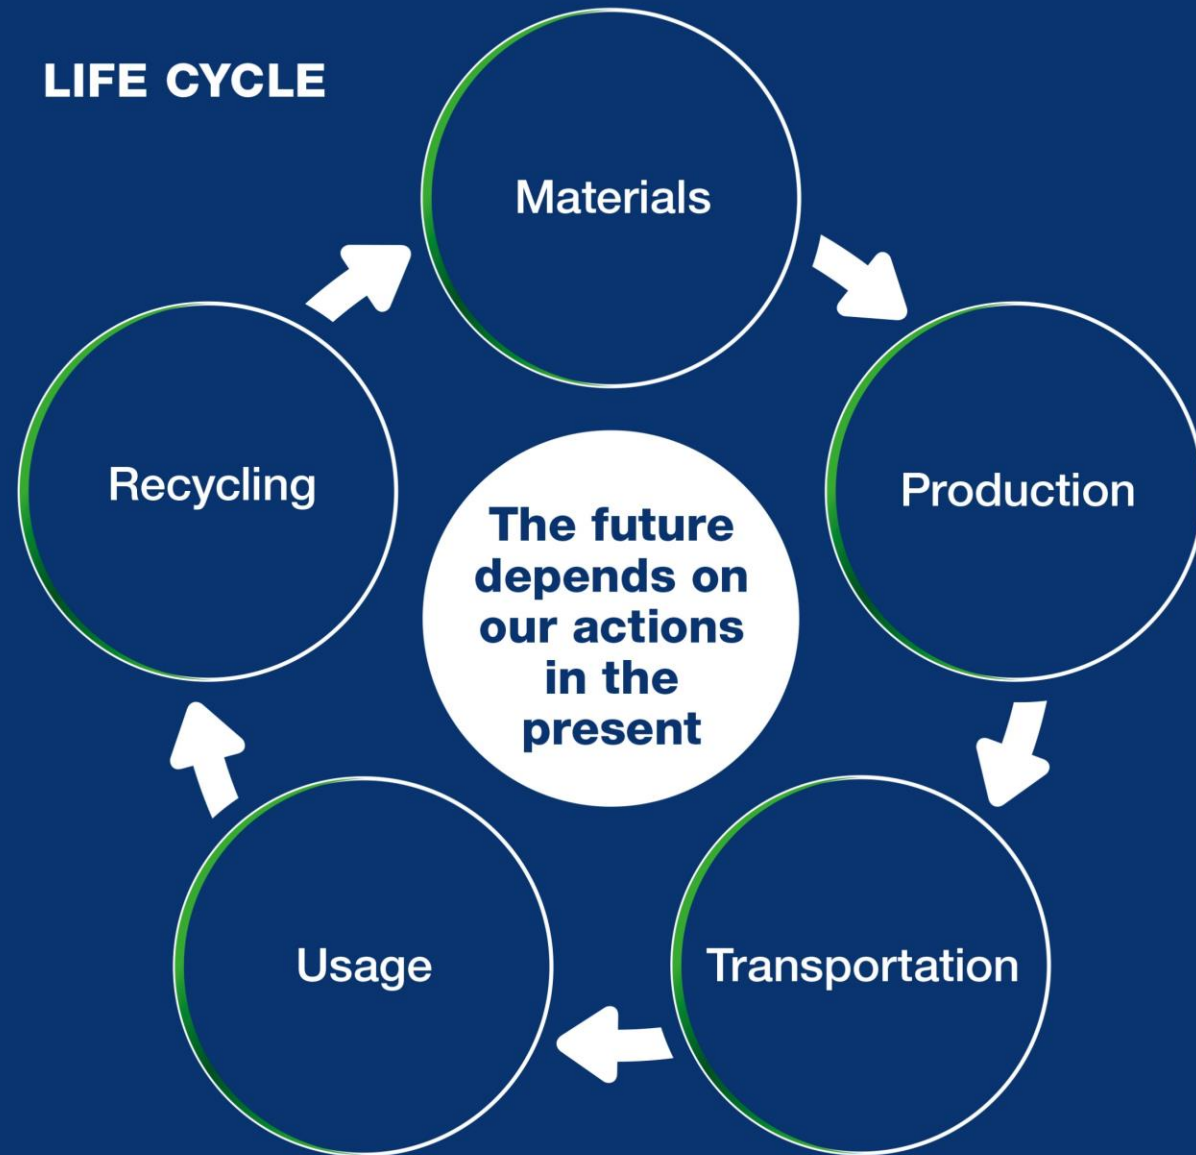 LIFE CYCLE
Materials
Production
Transportation
Usage
Recycling
The future
depends on
our actions
in the
present